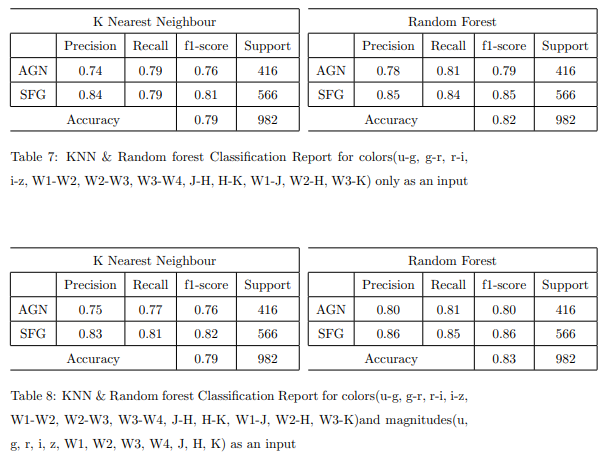 K Nearest Neighbour Random Forest
Precision Recall f1-score Support Precision Recall f1-score Support
AGN 0.74 0.79 0.76 416 AGN 0.78 0.81 0.79 416
SFG 0.84 0.79 0.81 566 SFG 0.85 0.84 0.85 566
Accuracy 0.79 982 Accuracy 0.82 982
Table 7: KNN & Random forest Classification Report for colors(u-g, g-r, r-i,
i-z, W1-W2, W2-W3, W3-W4, J-H, H-K, W1-J, W2-H, W3-K) only as an input
K Nearest Neighbour Random Forest
Precision Recall f1-score Support Precision Recall f1-score Support
AGN 0.75 0.77 0.76 416 AGN 0.80 0.81 0.80 416
SFG 0.83 0.81 0.82 566 SFG 0.86 0.85 0.86 566
Accuracy 0.79 982 Accuracy 0.83 982
Table 8: KNN & Random forest Classification Report for colors(u-g, g-r, r-i, i-z,
W1-W2, W2-W3, W3-W4, J-H, H-K, W1-J, W2-H, W3-K)and magnitudes(u,
g, r, i, z, W1, W2, W3, W4, J, H, K) as an input